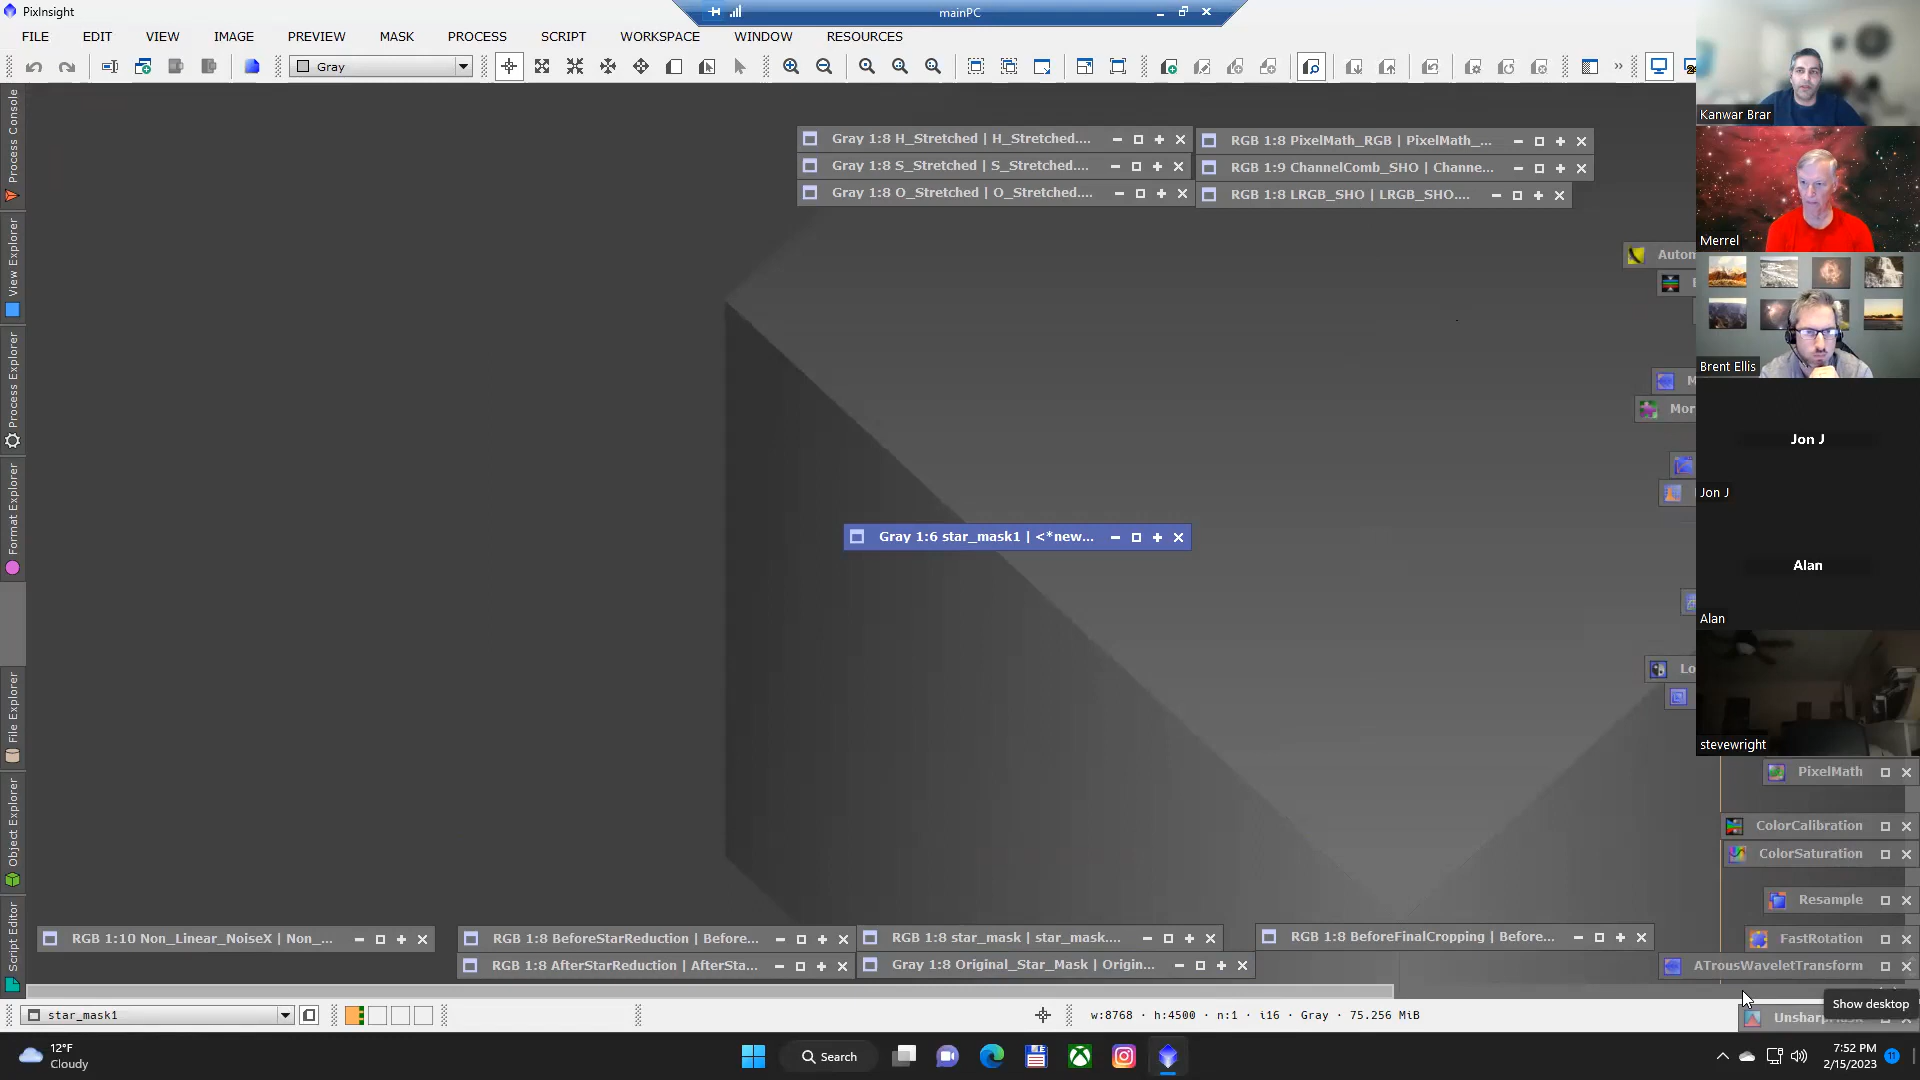 PixInsight
mainPC
FILE EDIT VIEW IMAGE PREVIEW MASK PROCESS SCRIPT WORKSPACE WINDOW RESOURCES
Gray
Process Console
View Explorer
Process Explorer
Format Explorer
File Explorer
Object Explorer
Script Editor
Gray 1:8 H_Stretched | H_Stretched....
Gray 1:8 S_Stretched | S_Stretched....
Gray 1:8 O_Stretched | O_Stretched....
RGB 1:8 PixelMath_RGB | PixelMath_...
RGB 1:9 ChannelComb_SHO | Channe...
RGB 1:8 LRGB_SHO | LRGB_SHO....
Gray 1:6 star_mask1 | <*new...
Auton
Mor
Lo
Kanwar Brar
Merrel
Brent Ellis
Jon J
Jon J
Alan
Alan
stevewright
PixelMath
ColorCalibration
ColorSaturation
Resample
FastRotation
ATrousWaveletTransform
Show desktop
RGB 1:10 Non_Linear_NoiseX | Non_...
RGB 1:8 BeforeStarReduction | Before...
RGB 1:8 AfterStarReduction | AfterSta...
RGB 1:8 star_mask | star_mask....
Gray 1:8 Original_Star_Mask | Origin...
RGB 1:8 BeforeFinalCropping | Before...
star_mask1
w:8768 · h:4500 · n:1 · i16 · Gray · 75.256 MiB
12°F
Cloudy
Search
7:52 PM
2/15/2023
11